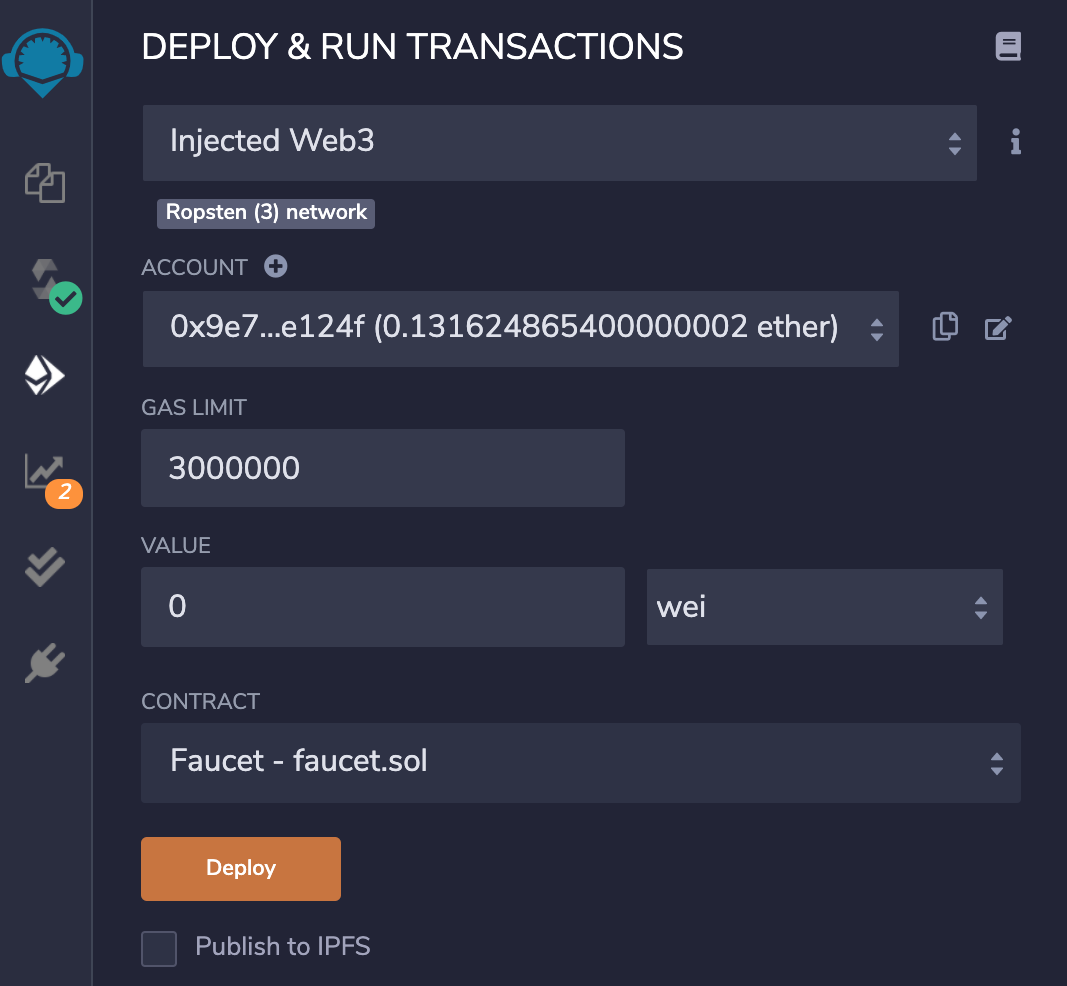 DEPLOY & RUN TRANSACTIONS
Injected Web3
Ropsten (3) network
ACCOUNT
0x9e7...e124f (0.131624865400000002 ether)
GAS LIMIT
3000000
2
VALUE
0
wei
CONTRACT
Faucet - faucet.sol
Deploy
Publish to IPFS